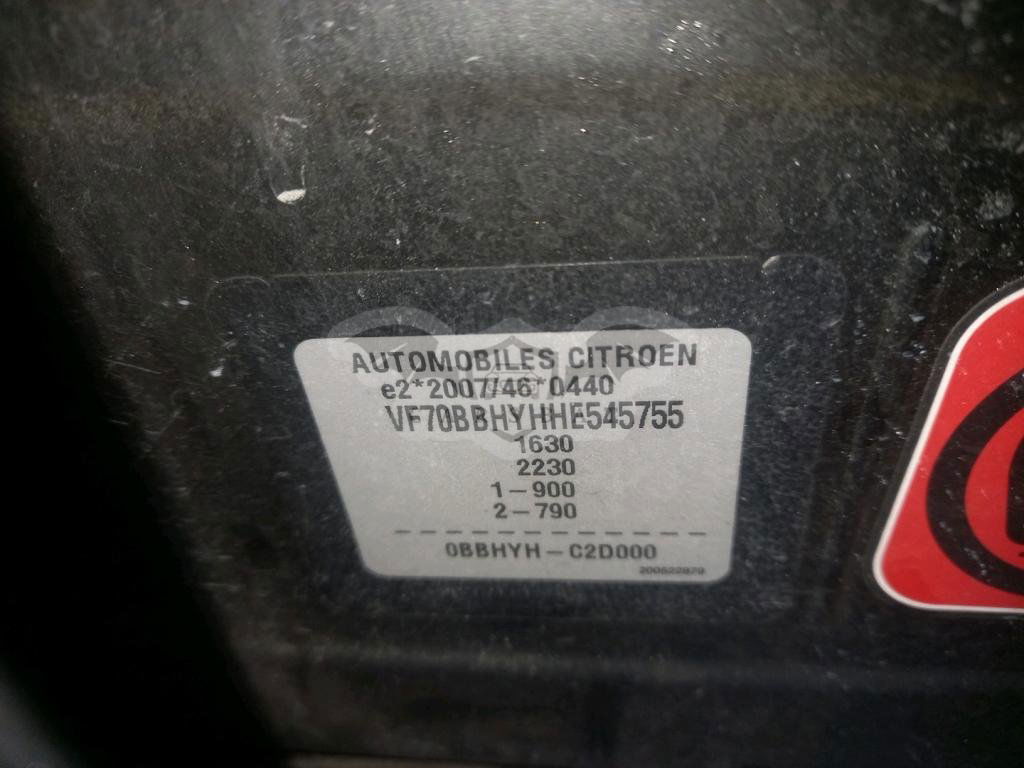 AUTOMOBILES CITROEN
e2*2007/46*0440
VF70BBHYHHE545755
1630
2230
1-900
2-790
0BBHYH-C2D000